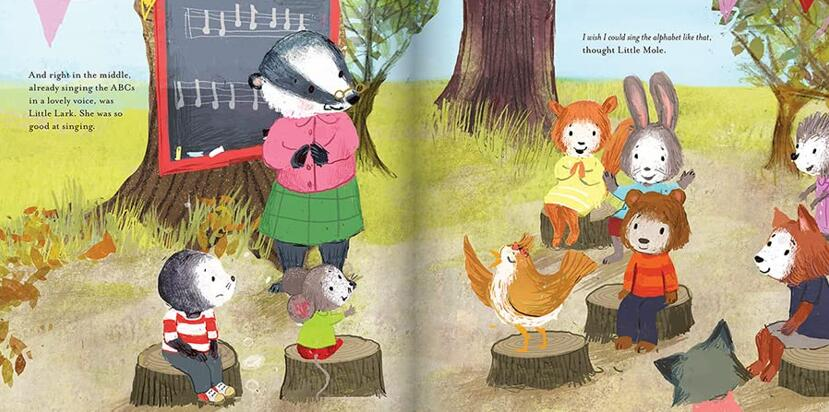 And right in the middle,
already singing the ABCs
in a lovely voice, was
Little Lark. She was so
good at singing.
I wish I could sing the alphabet like that,
thought Little Mole.